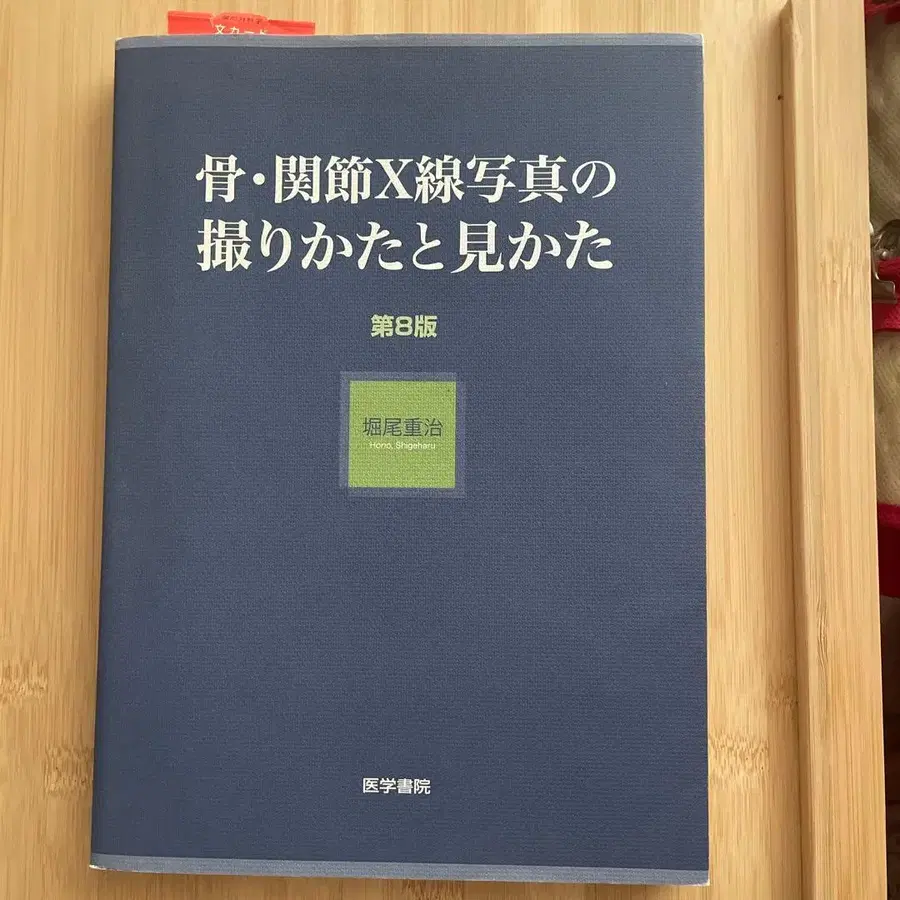 骨・関節X線写真の
撮りかたと見かた
第8版
堀尾重治
Horio, Shigeharu
医学書院